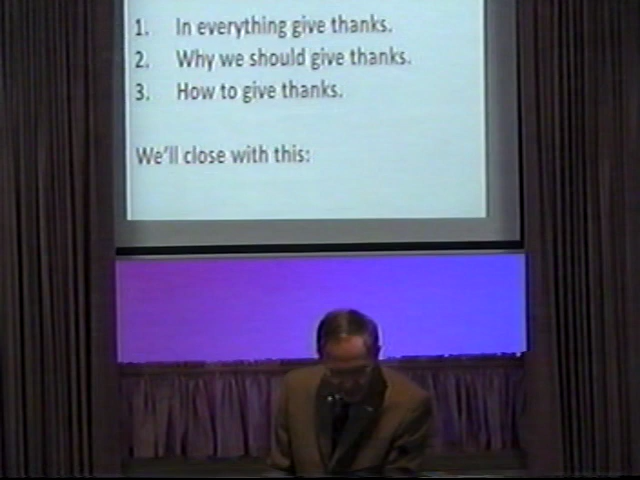 1. In everything give thanks.
2. Why we should give thanks.
3. How to give thanks.
We'll close with this: